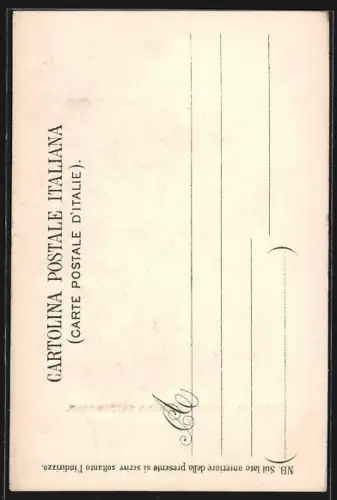 CARTOLINA POSTALE ITALIANA
(CARTE POSTALE D'ITALIE).
A
NB. Sul lato anteriore della presente si scrive soltanto l'indirizzo.